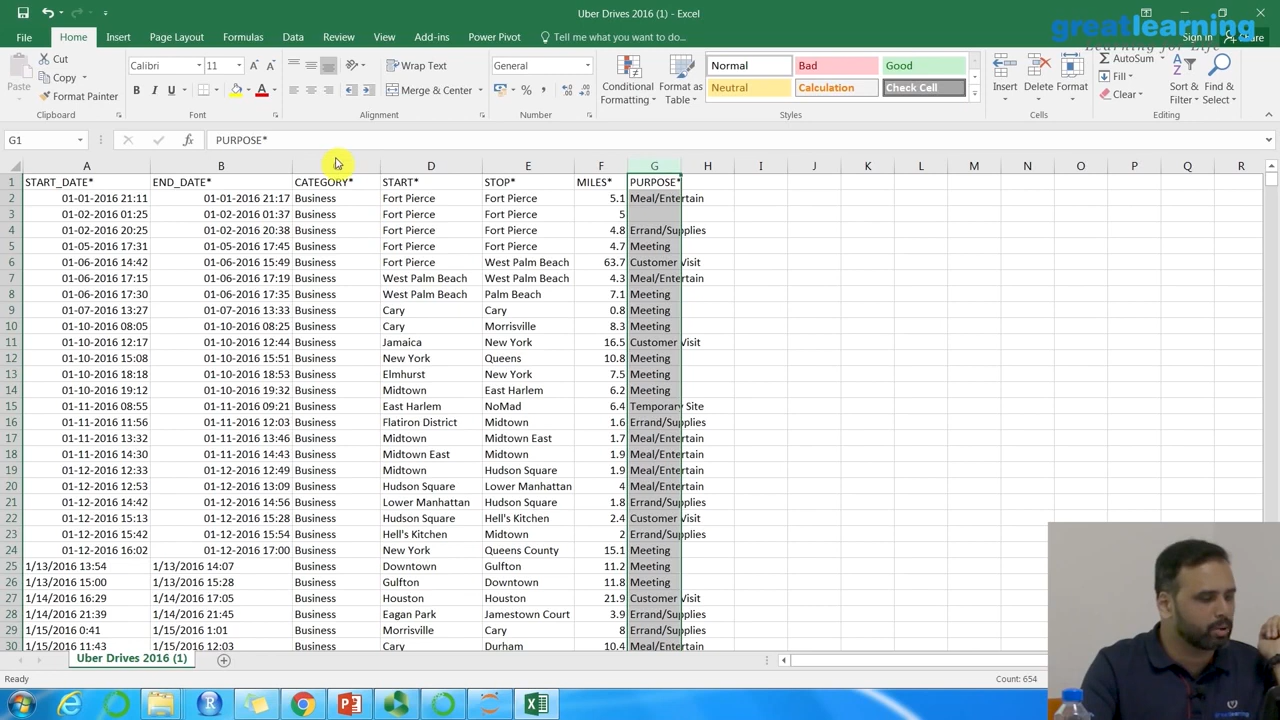 Uber Drives 2016 (1) - Excel
greatlearning
Learning for Life
File Home Insert Page Layout Formulas Data Review View Power Pivot Tell me what you want to do... Sign in Share
Cut
Copy
Format Painter
Paste
Clipboard
Calibri 11
B I U
Font
Wrap Text
Merge & Center
Alignment
General
Number
Conditional Formatting
Format as Table
Normal Bad Good
Neutral Calculation Check Cell
Styles
Insert Delete Format
Cells
AutoSum
Fill
Clear
Sort & Filter
Find & Select
Editing
G1 PURPOSE*
A B C D E F G H I J K L M N O P Q R
1 START_DATE* END_DATE* CATEGORY* START* STOP* MILES* PURPOSE*
2 01-01-2016 21:11 01-01-2016 21:17 Business Fort Pierce Fort Pierce 5.1 Meal/Entertain
3 01-02-2016 01:25 01-02-2016 01:37 Business Fort Pierce Fort Pierce 5
4 01-02-2016 20:25 01-02-2016 20:38 Business Fort Pierce Fort Pierce 4.8 Errand/Supplies
5 01-05-2016 17:31 01-05-2016 17:45 Business Fort Pierce Fort Pierce 4.7 Meeting
6 01-06-2016 14:42 01-06-2016 15:49 Business Fort Pierce West Palm Beach 63.7 Customer Visit
7 01-06-2016 17:15 01-06-2016 17:19 Business West Palm Beach West Palm Beach 4.3 Meal/Entertain
8 01-06-2016 17:30 01-06-2016 17:35 Business West Palm Beach Palm Beach 7.1 Meeting
9 01-07-2016 13:27 01-07-2016 13:33 Business Cary Cary 0.8 Meeting
10 01-10-2016 08:05 01-10-2016 08:25 Business Cary Morrisville 8.3 Meeting
11 01-10-2016 12:17 01-10-2016 12:44 Business Jamaica New York 16.5 Customer Visit
12 01-10-2016 15:08 01-10-2016 15:51 Business New York Queens 10.8 Meeting
13 01-10-2016 18:18 01-10-2016 18:53 Business Elmhurst New York 7.5 Meeting
14 01-10-2016 19:12 01-10-2016 19:32 Business Midtown East Harlem 6.2 Meeting
15 01-11-2016 08:55 01-11-2016 09:21 Business East Harlem NoMad 6.4 Temporary Site
16 01-11-2016 11:56 01-11-2016 12:03 Business Flatiron District Midtown 1.6 Errand/Supplies
17 01-11-2016 13:32 01-11-2016 13:46 Business Midtown Midtown East 1.7 Meal/Entertain
18 01-11-2016 14:30 01-11-2016 14:43 Business Midtown East Midtown 1.9 Meal/Entertain
19 01-12-2016 12:33 01-12-2016 12:49 Business Midtown Hudson Square 1.9 Meal/Entertain
20 01-12-2016 12:53 01-12-2016 13:09 Business Hudson Square Lower Manhattan 4 Meal/Entertain
21 01-12-2016 14:42 01-12-2016 14:56 Business Lower Manhattan Hudson Square 1.8 Errand/Supplies
22 01-12-2016 15:13 01-12-2016 15:28 Business Hudson Square Hell's Kitchen 2.4 Customer Visit
23 01-12-2016 15:42 01-12-2016 15:54 Business Hell's Kitchen Midtown 2 Errand/Supplies
24 01-12-2016 16:02 01-12-2016 17:00 Business New York Queens County 15.1 Meeting
25 1/13/2016 13:54 1/13/2016 14:07 Business Downtown Gulfton 11.2 Meeting
26 1/13/2016 15:00 1/13/2016 15:28 Business Gulfton Downtown 11.8 Meeting
27 1/14/2016 16:29 1/14/2016 17:05 Business Houston Houston 21.9 Customer Visit
28 1/14/2016 21:39 1/14/2016 21:45 Business Eagan Park Jamestown Court 3.9 Errand/Supplies
29 1/15/2016 0:41 1/15/2016 1:01 Business Morrisville Cary 8 Errand/Supplies
30 1/15/2016 11:43 1/15/2016 12:03 Business Cary Durham 10.4 Meal/Entertain
Uber Drives 2016 (1)
Ready Count: 654